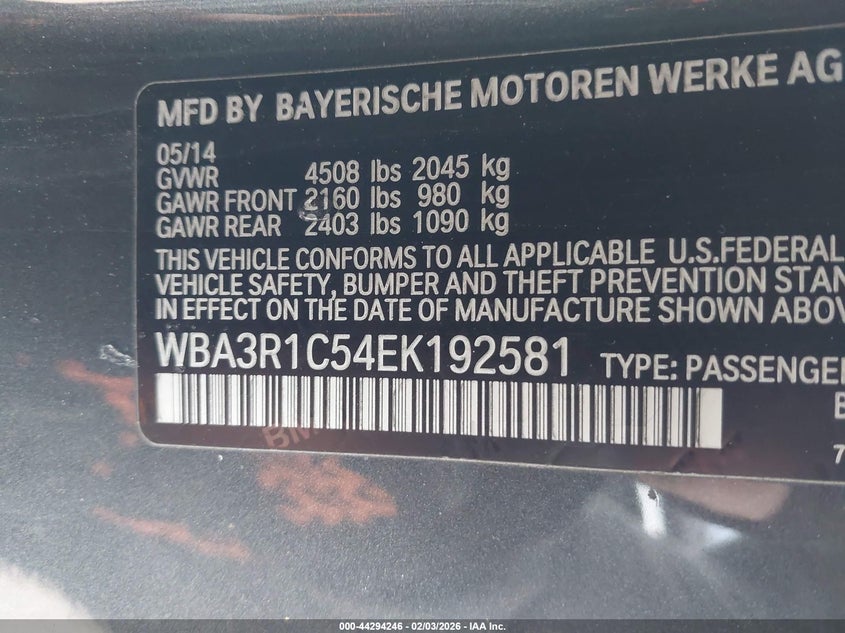 MFD BY BAYERISCHE MOTOREN WERKE AG
05/14
GVWR 4508 lbs 2045 kg
GAWR FRONT 2160 lbs 980 kg
GAWR REAR 2403 lbs 1090 kg
THIS VEHICLE CONFORMS TO ALL APPLICABLE U.S.FEDERAL
VEHICLE SAFETY, BUMPER AND THEFT PREVENTION STAN
IN EFFECT ON THE DATE OF MANUFACTURE SHOWN ABOV
WBA3R1C54EK192581 TYPE: PASSENGER
B
7
000-44294246 - 02/03/2026 - IAA Inc.